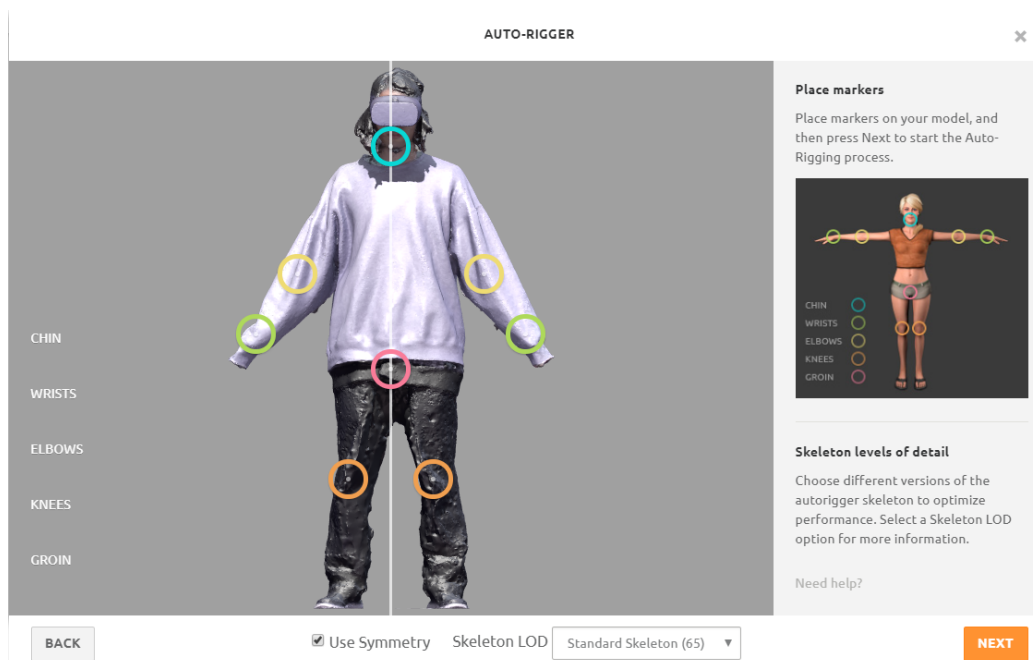 AUTO-RIGGER
×
CHIN
WRISTS
ELBOWS
KNEES
GROIN
Place markers
Place markers on your model, and
then press Next to start the Auto-
Rigging process.
CHIN
WRISTS
ELBOWS
KNEES
GROIN
Skeleton levels of detail
Choose different versions of the
autorigger skeleton to optimize
performance. Select a Skeleton LOD
option for more information.
Need help?
BACK
Use Symmetry
Skeleton LOD
Standard Skeleton (65)
NEXT